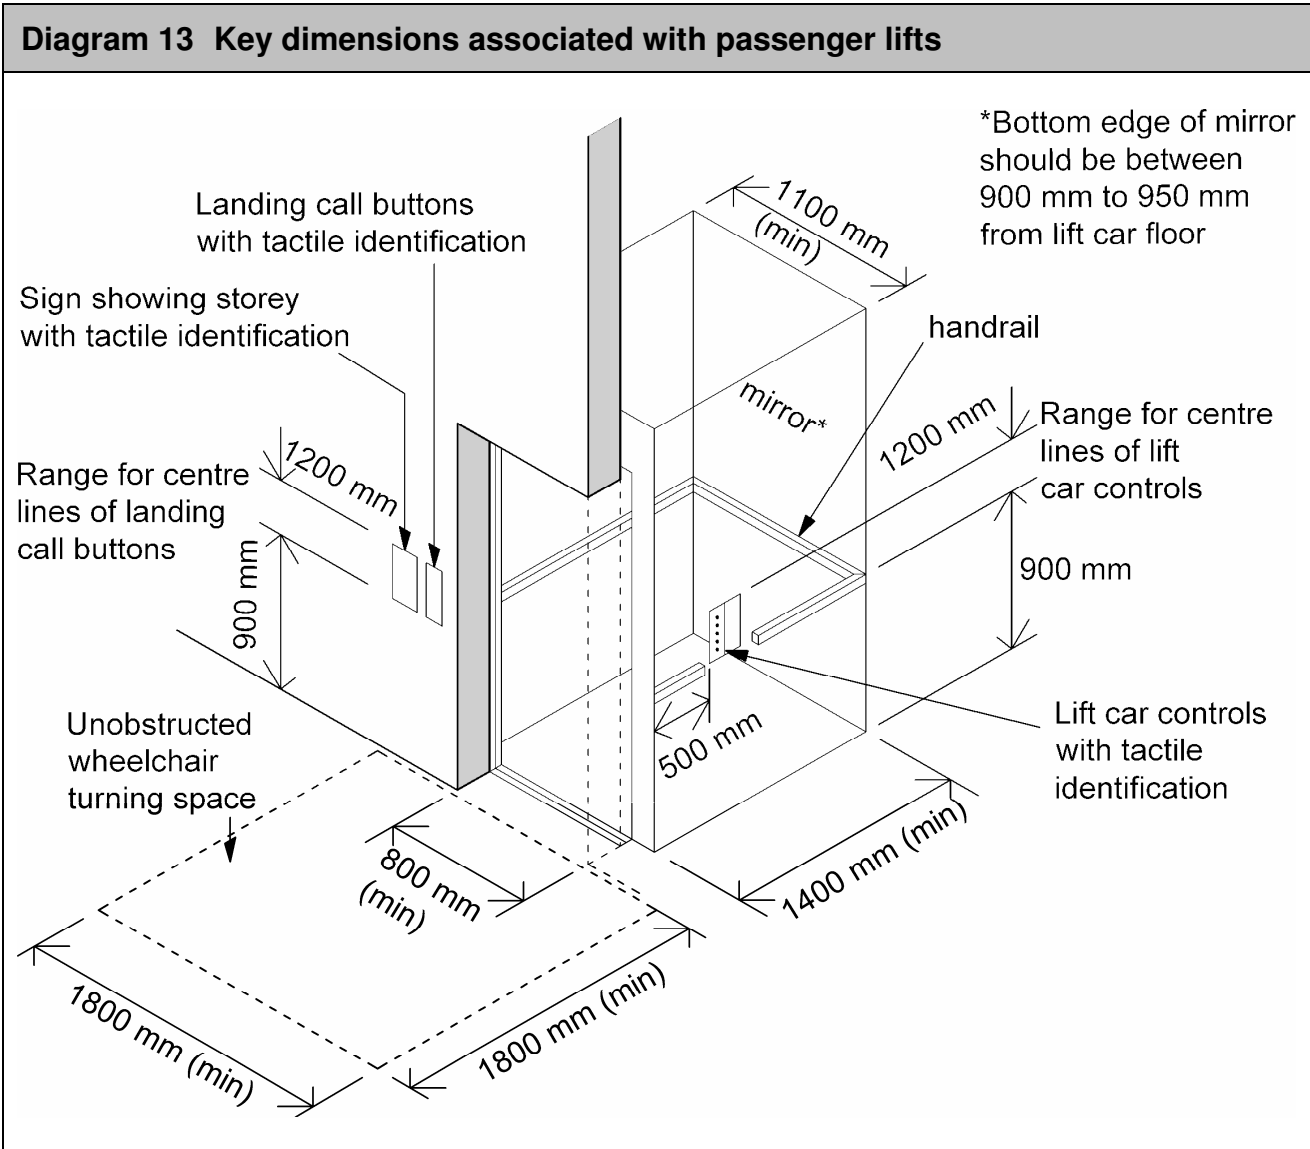 Diagram 13 Key dimensions associated with passenger lifts
*Bottom edge of mirror
should be between
900 mm to 950 mm
from lift car floor
1100 mm
(min)
Landing call buttons
with tactile identification
Sign showing storey
with tactile identification
handrail
mirror*
1200 mm
Range for centre
lines of lift
car controls
1200 mm
Range for centre
lines of landing
call buttons
900 mm
900 mm
Unobstructed
wheelchair
turning space
500 mm
Lift car controls
with tactile
identification
800 mm
(min)
1400 mm (min)
1800 mm (min)
1800 mm (min)